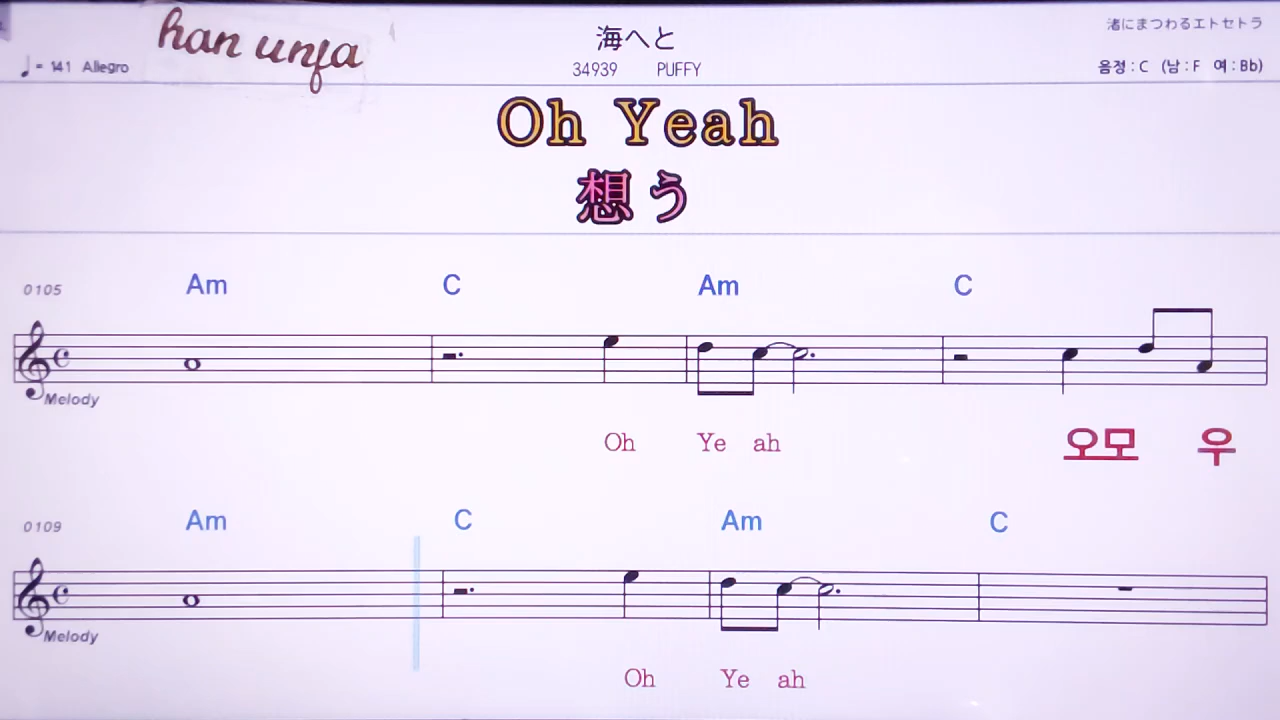 han unfa
海へと
渚にまつわるエトセトラ
♩= 141 Allegro
34939 PUFFY
음정 : C (남 : F 여 : Bb)
Oh Yeah
想う
0105 Am C Am C
Melody
Oh Ye ah 오모 우
0109 Am C Am C
Melody
Oh Ye ah